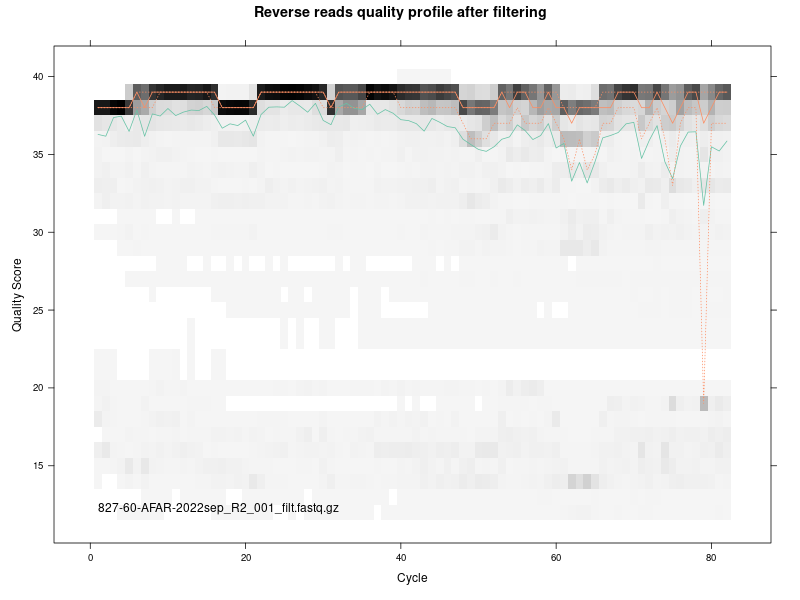 Reverse reads quality profile after filtering
40
35
30
25
20
15
Quality Score
827-60-AFAR-2022sep_R2_001_filt.fastq.gz
0 20 40 60 80
Cycle